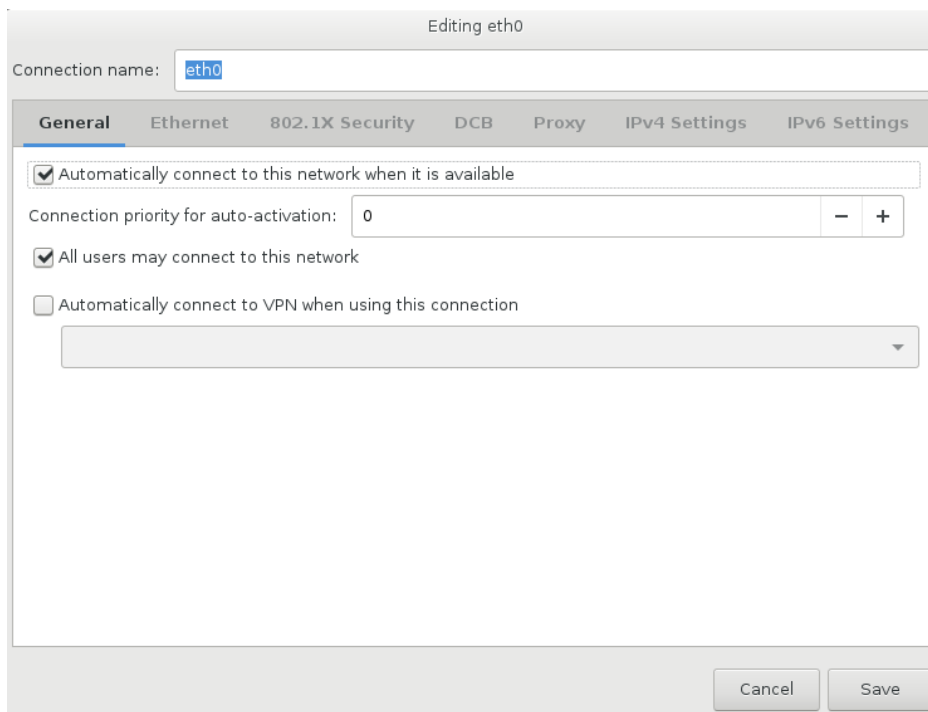 Editing eth0
Connection name: eth0
General Ethernet 802.1X Security DCB Proxy IPv4 Settings IPv6 Settings
Automatically connect to this network when it is available
Connection priority for auto-activation: 0 − +
All users may connect to this network
Automatically connect to VPN when using this connection
Cancel Save